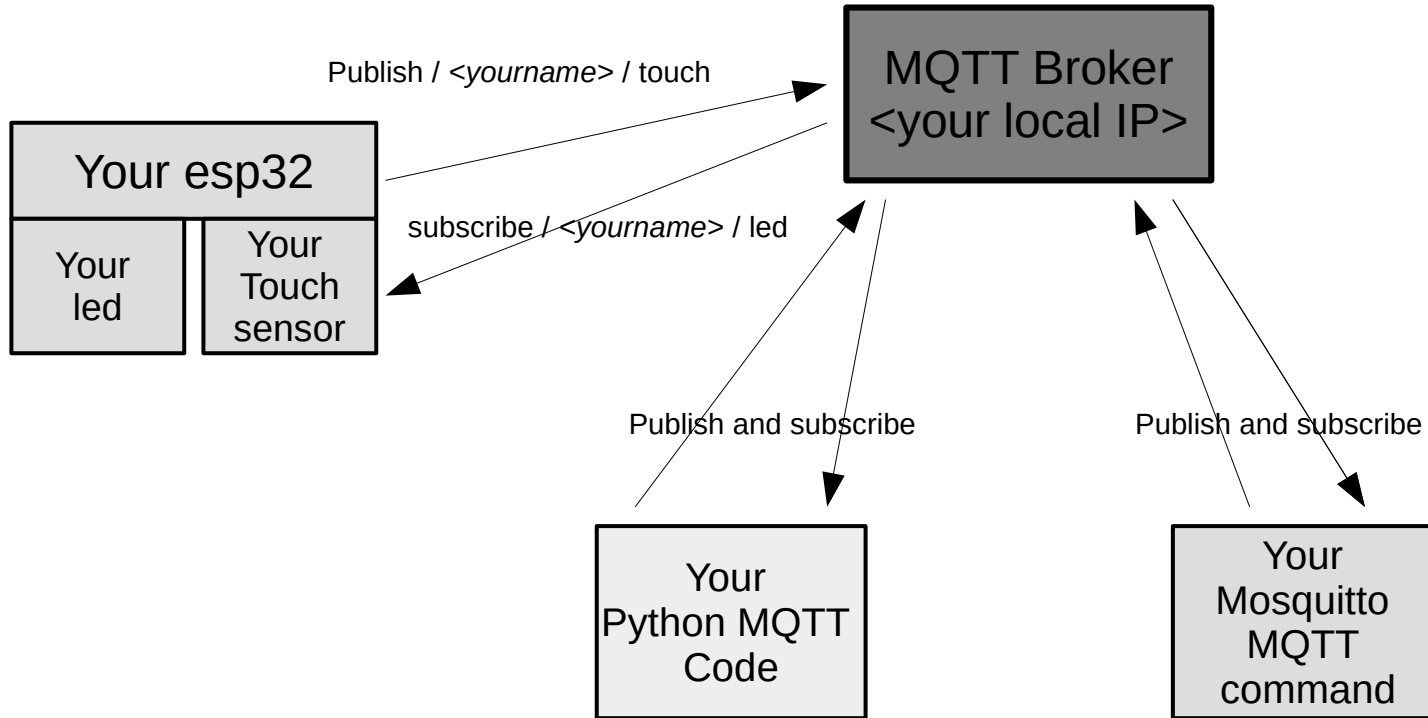 MQTT Broker
<your local IP>
Publish / <yourname> / touch
Your esp32
Your
led
Your
Touch
sensor
subscribe / <yourname> / led
Publish and subscribe
Publish and subscribe
Your
Python MQTT
Code
Your
Mosquitto
MQTT
command